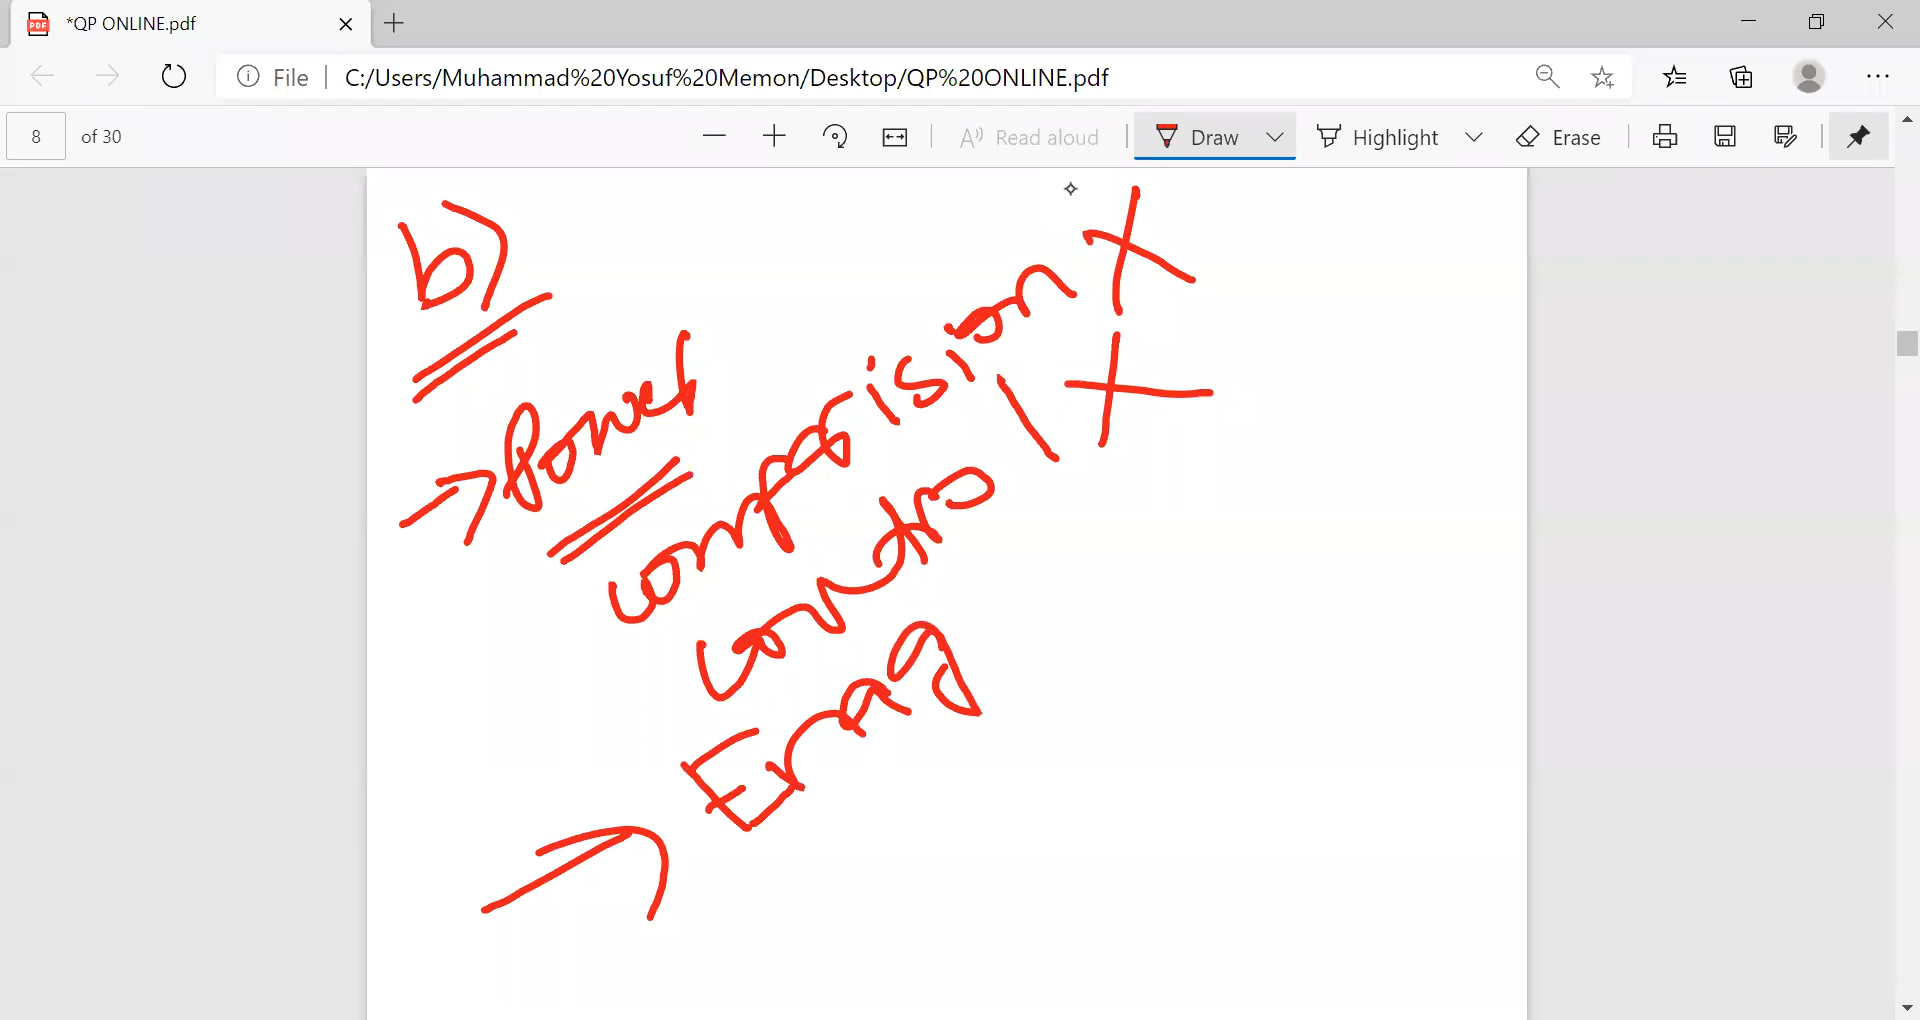 *QP ONLINE.pdf
File | C:/Users/Muhammad%20Yosuf%20Memon/Desktop/QP%20ONLINE.pdf
8 of 30
Read aloud
Draw
Highlight
Erase
b)
Power
comparision X
control X